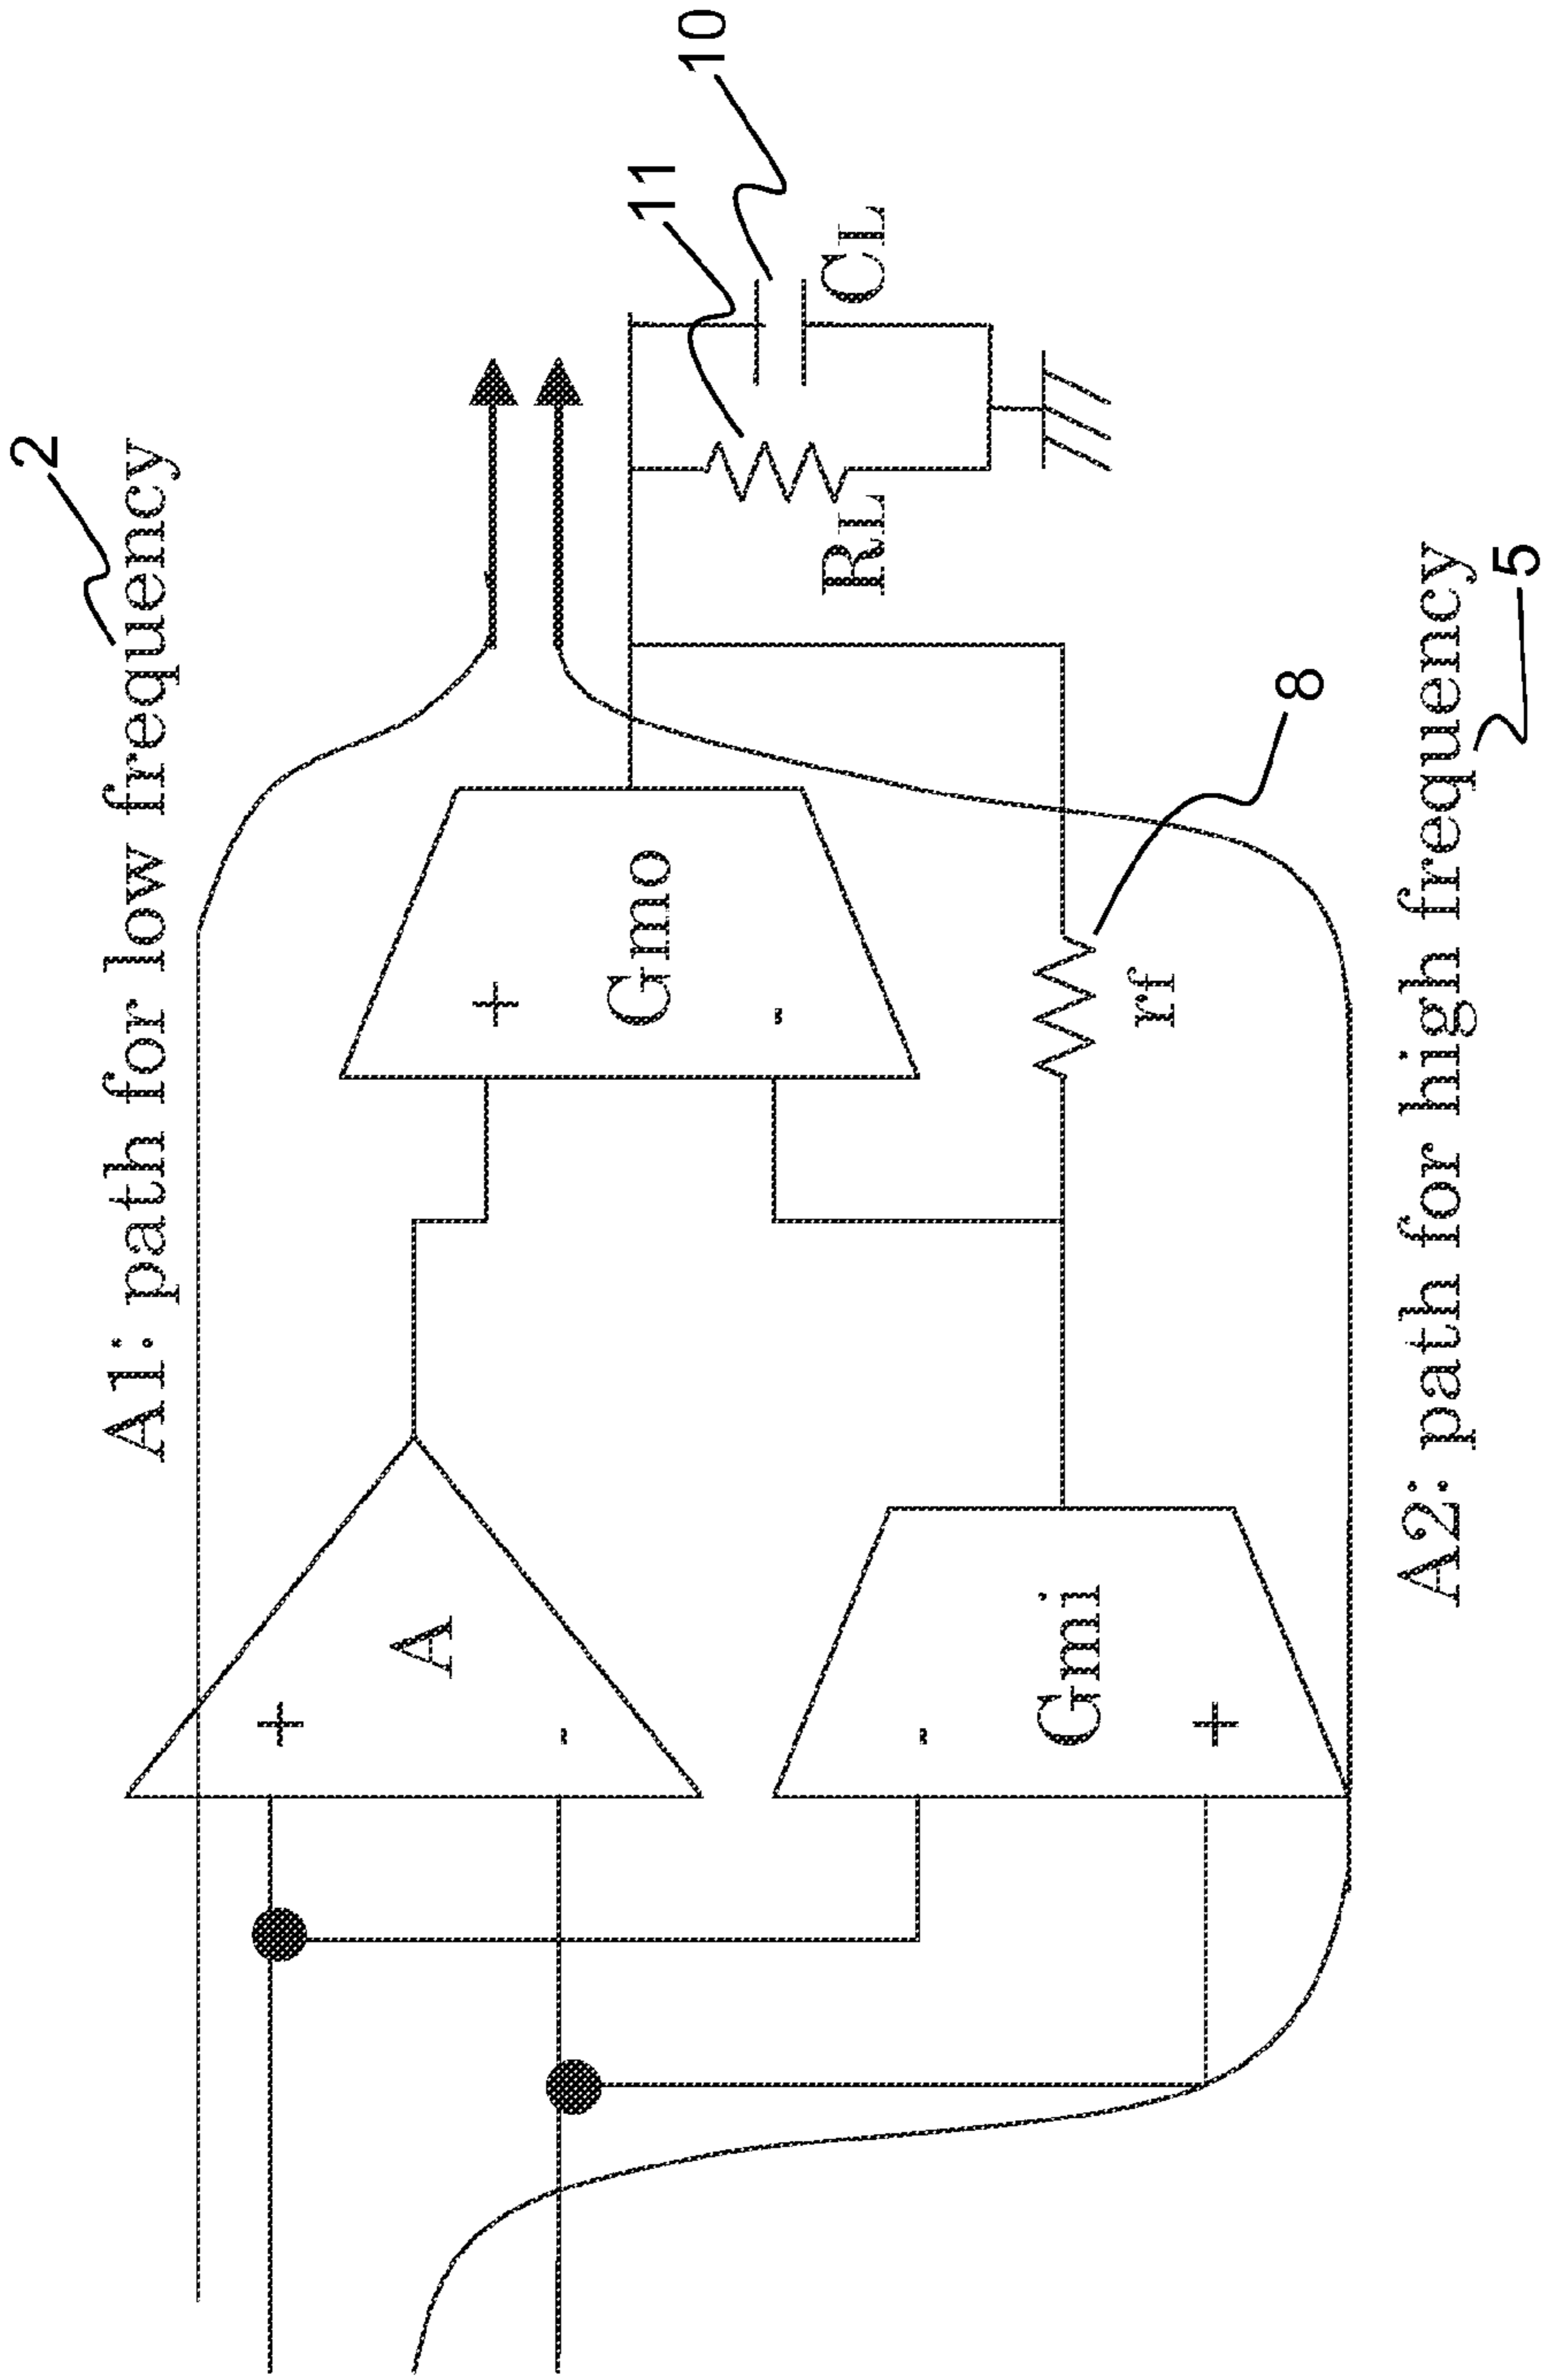 2
A1: path for low frequency
10
11
+
A
-
+
Gmo
-
RL
CL
-
Gmi
+
rf
8
A2: path for high frequency
5